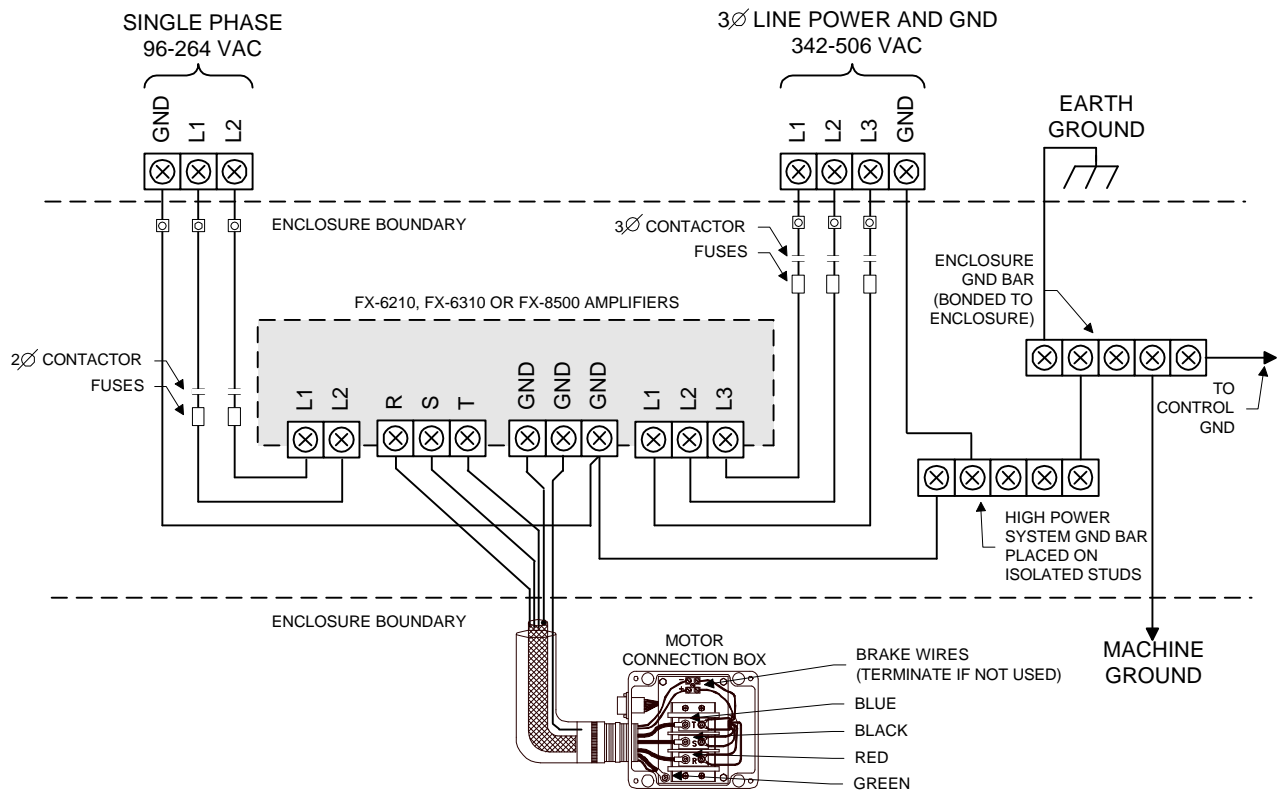 SINGLE PHASE
96-264 VAC
3∅ LINE POWER AND GND
342-506 VAC
GND
L1
L2
L1
L2
L3
GND
EARTH
GROUND
ENCLOSURE BOUNDARY
3∅ CONTACTOR
FUSES
ENCLOSURE
GND BAR
(BONDED TO
ENCLOSURE)
FX-6210, FX-6310 OR FX-8500 AMPLIFIERS
2∅ CONTACTOR
FUSES
L1
L2
R
S
T
GND
GND
GND
L1
L2
L3
TO
CONTROL
GND
HIGH POWER
SYSTEM GND BAR
PLACED ON
ISOLATED STUDS
ENCLOSURE BOUNDARY
MOTOR
CONNECTION BOX
MACHINE
GROUND
BRAKE WIRES
(TERMINATE IF NOT USED)
BLUE
BLACK
RED
GREEN
T
S
R